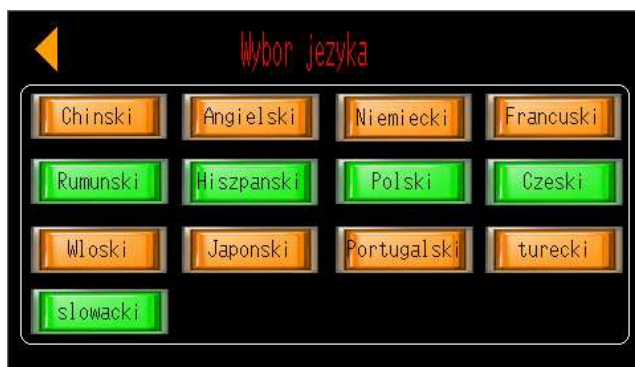 Wybor jezyka
Chinski Angielski Niemiecki Francuski
Rumunski Hiszpanski Polski Czeski
Wloski Japonski Portugalski turecki
slowacki